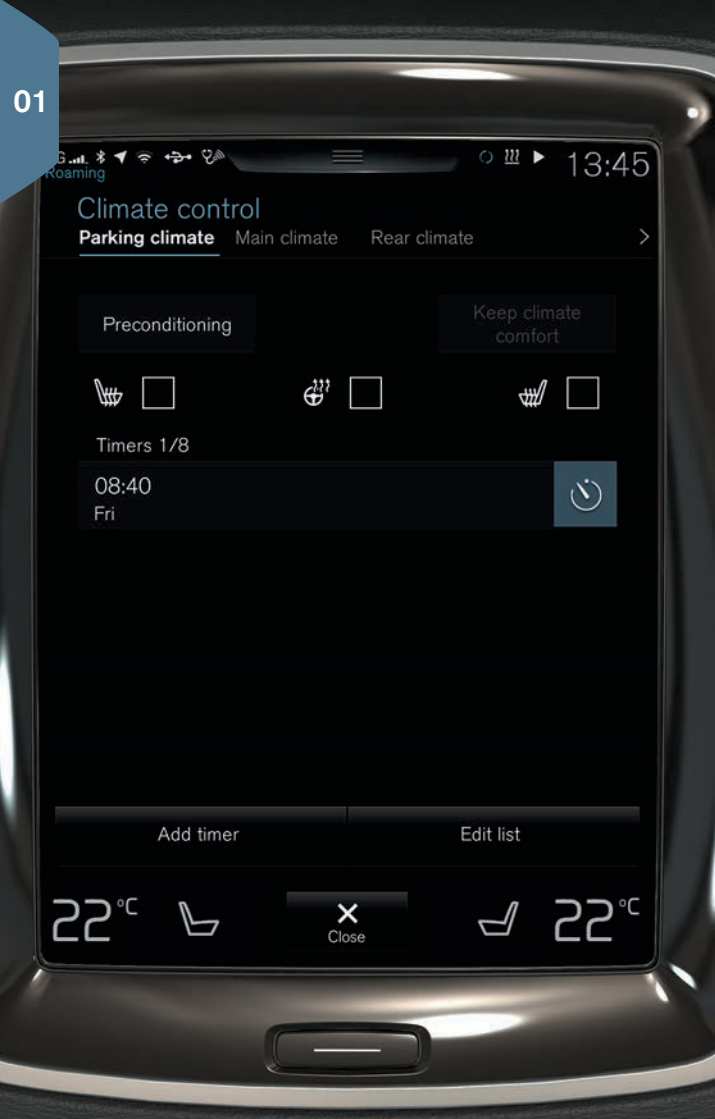 01
G
Roaming
13:45
Climate control
Parking climate Main climate Rear climate
Preconditioning
Keep climate
comfort
Timers 1/8
08:40
Fri
Add timer
Edit list
22°C
Close
22°C